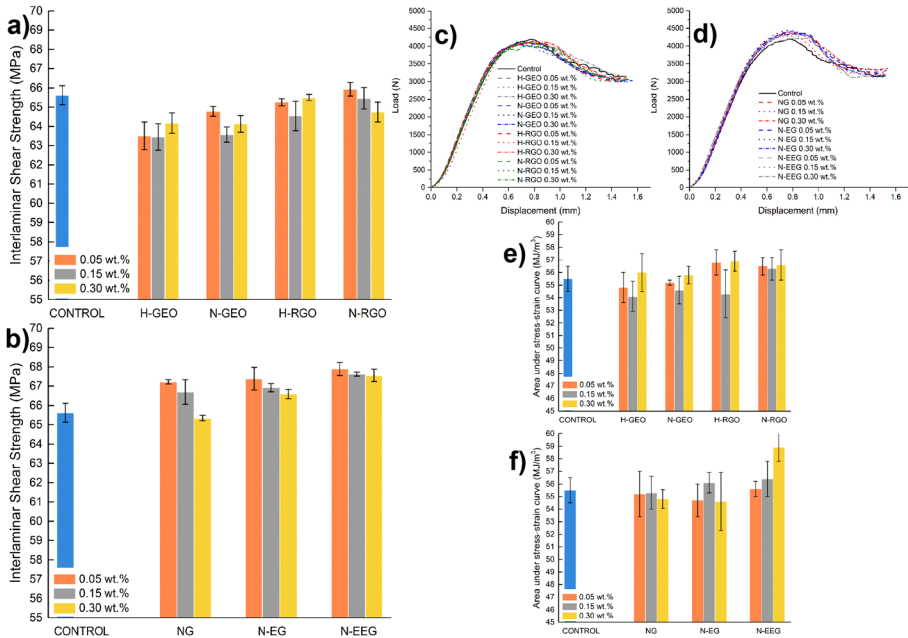 a)
Interlaminar Shear Strength (MPa)
70
69
68
67
66
65
64
63
62
61
60
59
58
57
56
55
0.05 wt.%
0.15 wt.%
0.30 wt.%
CONTROL H-GEO N-GEO H-RGO N-RGO
b)
Interlaminar Shear Strength (MPa)
70
69
68
67
66
65
64
63
62
61
60
59
58
57
56
55
0.05 wt.%
0.15 wt.%
0.30 wt.%
CONTROL NG N-EG N-EEG
c)
Load (N)
5000
4500
4000
3500
3000
2500
2000
1500
1000
500
0
Control
H-GEO 0.05 wt.%
H-GEO 0.15 wt.%
H-GEO 0.30 wt.%
N-GEO 0.05 wt.%
N-GEO 0.15 wt.%
N-GEO 0.30 wt.%
H-RGO 0.05 wt.%
H-RGO 0.15 wt.%
H-RGO 0.30 wt.%
N-RGO 0.05 wt.%
N-RGO 0.15 wt.%
N-RGO 0.30 wt.%
0.0 0.2 0.4 0.6 0.8 1.0 1.2 1.4 1.6
Displacement (mm)
d)
Load (N)
5000
4500
4000
3500
3000
2500
2000
1500
1000
500
0
Control
NG 0.05 wt.%
NG 0.15 wt.%
NG 0.30 wt.%
N-EG 0.05 wt.%
N-EG 0.15 wt.%
N-EG 0.30 wt.%
N-EEG 0.05 wt.%
N-EEG 0.15 wt.%
N-EEG 0.30 wt.%
0.0 0.2 0.4 0.6 0.8 1.0 1.2 1.4 1.6
Displacement (mm)
e)
Area under stress-strain curve (MJ/m³)
60
59
57
56
55
54
52
51
50
49
47
46
45
0.05 wt.%
0.15 wt.%
0.30 wt.%
CONTROL H-GEO N-GEO H-RGO N-RGO
f)
Area under stress-strain curve (MJ/m³)
60
59
57
56
55
54
52
51
50
49
47
46
45
0.05 wt.%
0.15 wt.%
0.30 wt.%
CONTROL NG N-EG N-EEG